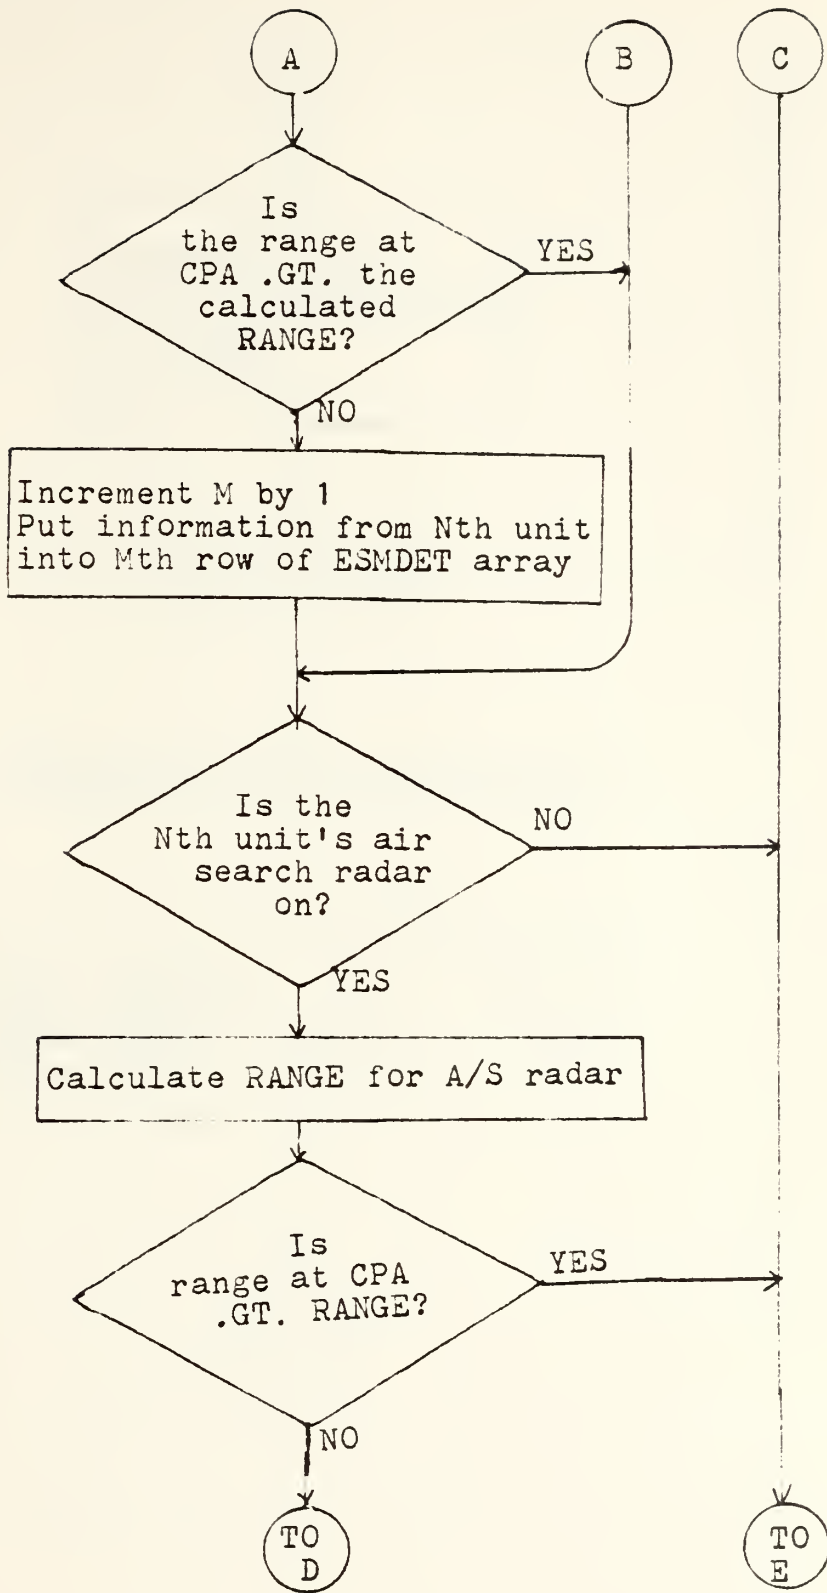 A
B
C
Is
the range at
CPA .GT. the
calculated
RANGE?
YES
NO
Increment M by 1
Put information from Nth unit
into Mth row of ESMDET array
Is the
Nth unit's air
search radar
on?
NO
YES
Calculate RANGE for A/S radar
Is
range at CPA
.GT. RANGE?
YES
NO
TO
D
TO
E